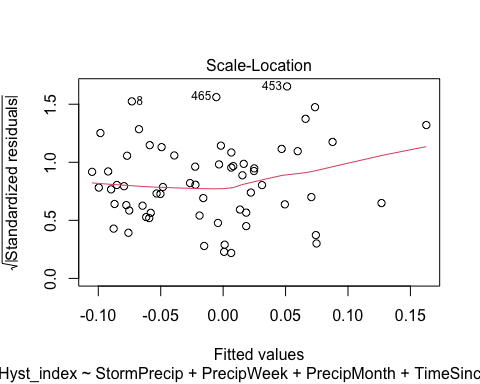 Scale-Location
√|Standardized residuals|
0.0 0.5 1.0 1.5
8
465
453
-0.10 -0.05 0.00 0.05 0.10 0.15
Fitted values
Hyst_index ~ StormPrecip + PrecipWeek + PrecipMonth + TimeSinc